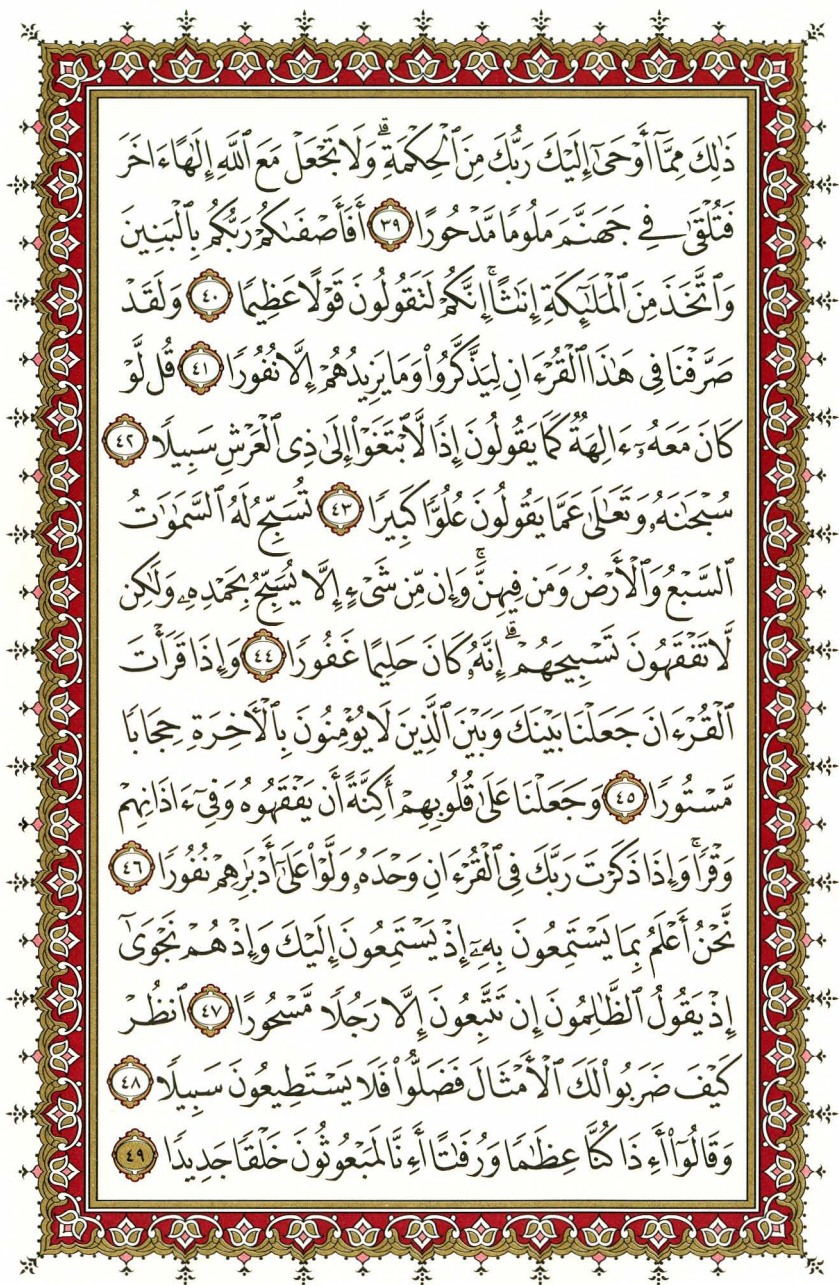 ذَٰلِكَ مِمَّآ أَوْحَىٰٓ إِلَيْكَ رَبُّكَ مِنَ ٱلْحِكْمَةِ ۗ وَلَا تَجْعَلْ مَعَ ٱللَّهِ إِلَٰهًا ءَاخَرَ
فَتُلْقَىٰ فِى جَهَنَّمَ مَلُومًا مَّدْحُورًا ٣٩ أَفَأَصْفَىٰكُمْ رَبُّكُم بِٱلْبَنِينَ
وَٱتَّخَذَ مِنَ ٱلْمَلَٰٓئِكَةِ إِنَٰثًا ۚ إِنَّكُمْ لَتَقُولُونَ قَوْلًا عَظِيمًا ٤٠ وَلَقَدْ
صَرَّفْنَا فِى هَٰذَا ٱلْقُرْءَانِ لِيَذَّكَّرُوا۟ وَمَا يَزِيدُهُمْ إِلَّا نُفُورًا ٤١ قُل لَّوْ
كَانَ مَعَهُۥٓ ءَالِهَةٌ كَمَا يَقُولُونَ إِذًا لَّٱبْتَغَوْا۟ إِلَىٰ ذِى ٱلْعَرْشِ سَبِيلًا ٤٢
سُبْحَٰنَهُۥ وَتَعَٰلَىٰ عَمَّا يَقُولُونَ عُلُوًّا كَبِيرًا ٤٣ تُسَبِّحُ لَهُ ٱلسَّمَٰوَٰتُ
ٱلسَّبْعُ وَٱلْأَرْضُ وَمَن فِيهِنَّ ۚ وَإِن مِّن شَىْءٍ إِلَّا يُسَبِّحُ بِحَمْدِهِۦ وَلَٰكِن
لَّا تَفْقَهُونَ تَسْبِيحَهُمْ ۗ إِنَّهُۥ كَانَ حَلِيمًا غَفُورًا ٤٤ وَإِذَا قَرَأْتَ
ٱلْقُرْءَانَ جَعَلْنَا بَيْنَكَ وَبَيْنَ ٱلَّذِينَ لَا يُؤْمِنُونَ بِٱلْأَخِرَةِ حِجَابًا
مَّسْتُورًا ٤٥ وَجَعَلْنَا عَلَىٰ قُلُوبِهِمْ أَكِنَّةً أَن يَفْقَهُوهُ وَفِىٓ ءَاذَانِهِمْ
وَقْرًا ۚ وَإِذَا ذَكَرْتَ رَبَّكَ فِى ٱلْقُرْءَانِ وَحْدَهُۥ وَلَّوْا۟ عَلَىٰٓ أَدْبَٰرِهِمْ نُفُورًا ٤٦
نَّحْنُ أَعْلَمُ بِمَا يَسْتَمِعُونَ بِهِۦٓ إِذْ يَسْتَمِعُونَ إِلَيْكَ وَإِذْ هُمْ نَجْوَىٰٓ
إِذْ يَقُولُ ٱلظَّٰلِمُونَ إِن تَتَّبِعُونَ إِلَّا رَجُلًا مَّسْحُورًا ٤٧ ٱنظُرْ
كَيْفَ ضَرَبُوا۟ لَكَ ٱلْأَمْثَالَ فَضَلُّوا۟ فَلَا يَسْتَطِيعُونَ سَبِيلًا ٤٨
وَقَالُوٓا۟ أَءِذَا كُنَّا عِظَٰمًا وَرُفَٰتًا أَءِنَّا لَمَبْعُوثُونَ خَلْقًا جَدِيدًا ٤٩